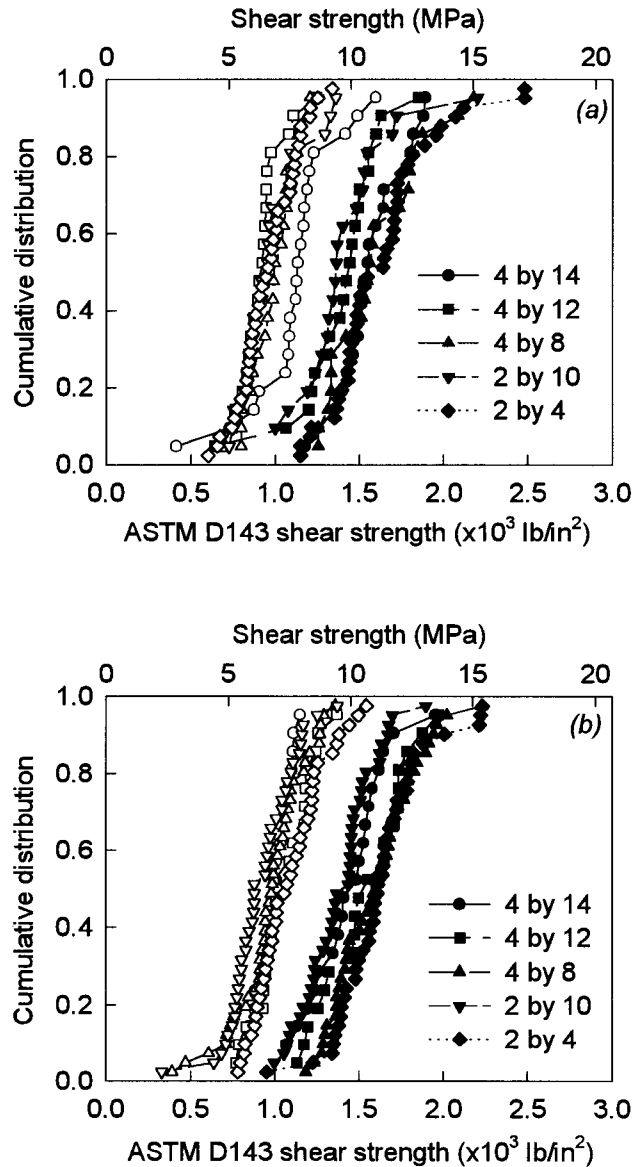 Shear strength (MPa)
0 5 10 15 20
1.0
(a)
0.8
0.6
0.4
0.2
0.0
Cumulative distribution
4 by 14
4 by 12
4 by 8
2 by 10
2 by 4
0.0 0.5 1.0 1.5 2.0 3.0
ASTM D143 shear strength (x10³ lb/in²)
Shear strength (MPa)
0 5 10 15 20
1.0
(b)
0.8
0.6
0.4
0.2
0.0
Cumulative distribution
4 by 14
4 by 12
4 by 8
2 by 10
2 by 4
0.0 0.5 1.0 1.5 2.0 3.0
ASTM D143 shear strength (x10³ lb/in²)